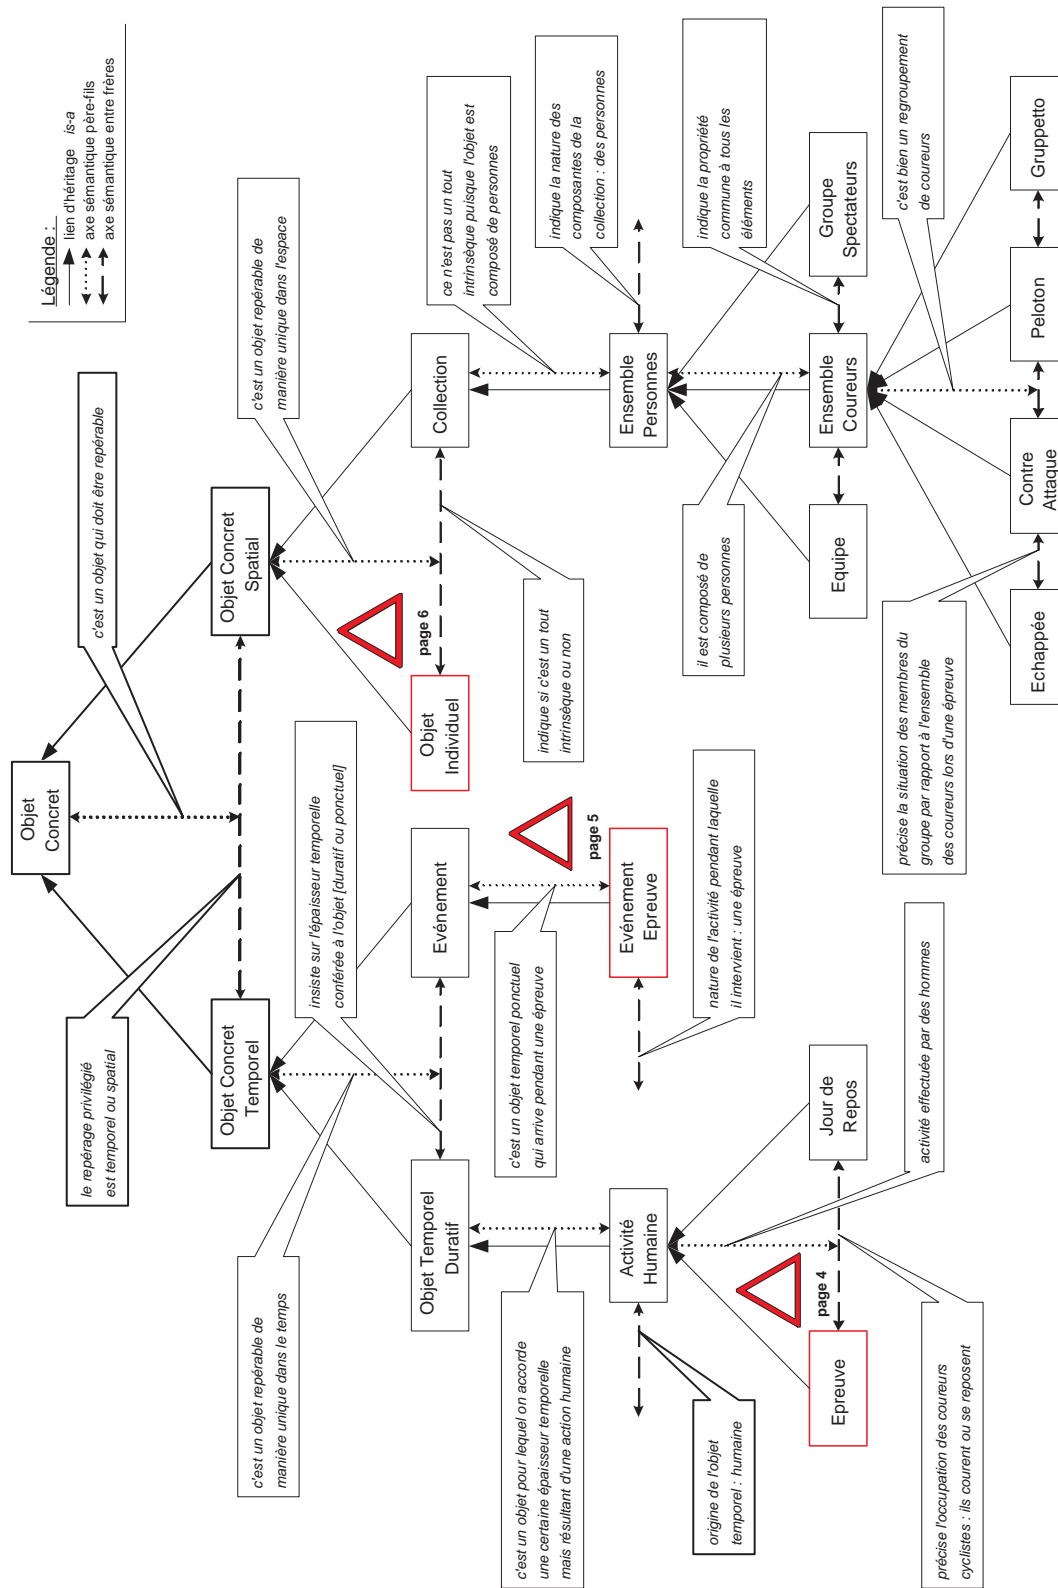 Légende :
lien d'héritage is-a
axe sémantique père-fils
axe sémantique entre frères
Objet
Concret
c'est un objet qui doit être repérable
le repérage privilégié
est temporel ou spatial
Objet Concret
Temporel
Objet Concret
Spatial
c'est un objet repérable de
manière unique dans le temps
insiste sur l'épaisseur temporelle
conférée à l'objet [duratif ou ponctuel]
c'est un objet repérable de
manière unique dans l'espace
page 6
Objet Temporel
Duratif
Evénement
Objet
Individuel
Collection
c'est un objet pour lequel on accorde
une certaine épaisseur temporelle
mais résultant d'une action humaine
c'est un objet temporel ponctuel
qui arrive pendant une épreuve
page 5
indique si c'est un tout
intrinsèque ou non
ce n'est pas un tout
intrinsèque puisque l'objet est
composé de personnes
Activité
Humaine
Evénement
Epreuve
Ensemble
Personnes
indique la nature des
composantes de la
collection : des personnes
origine de l'objet
temporel : humaine
nature de l'activité pendant laquelle
il intervient : une épreuve
il est composé de
plusieurs personnes
indique la propriété
commune à tous les
éléments
page 4
Epreuve
Jour de
Repos
Equipe
Ensemble
Coureurs
Groupe
Spectateurs
précise l'occupation des coureurs
cyclistes : ils courent ou se reposent
activité effectuée par des hommes
précise la situation des membres du
groupe par rapport à l'ensemble
des coureurs lors d'une épreuve
c'est bien un regroupement
de coureurs
Echappée
Contre
Attaque
Peloton
Gruppetto